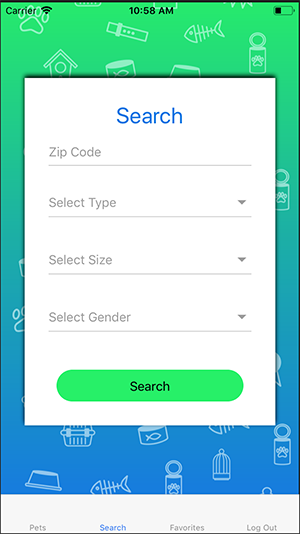 Carrier 10:58 AM
Search
Zip Code
Select Type
Select Size
Select Gender
Search
Pets Search Favorites Log Out